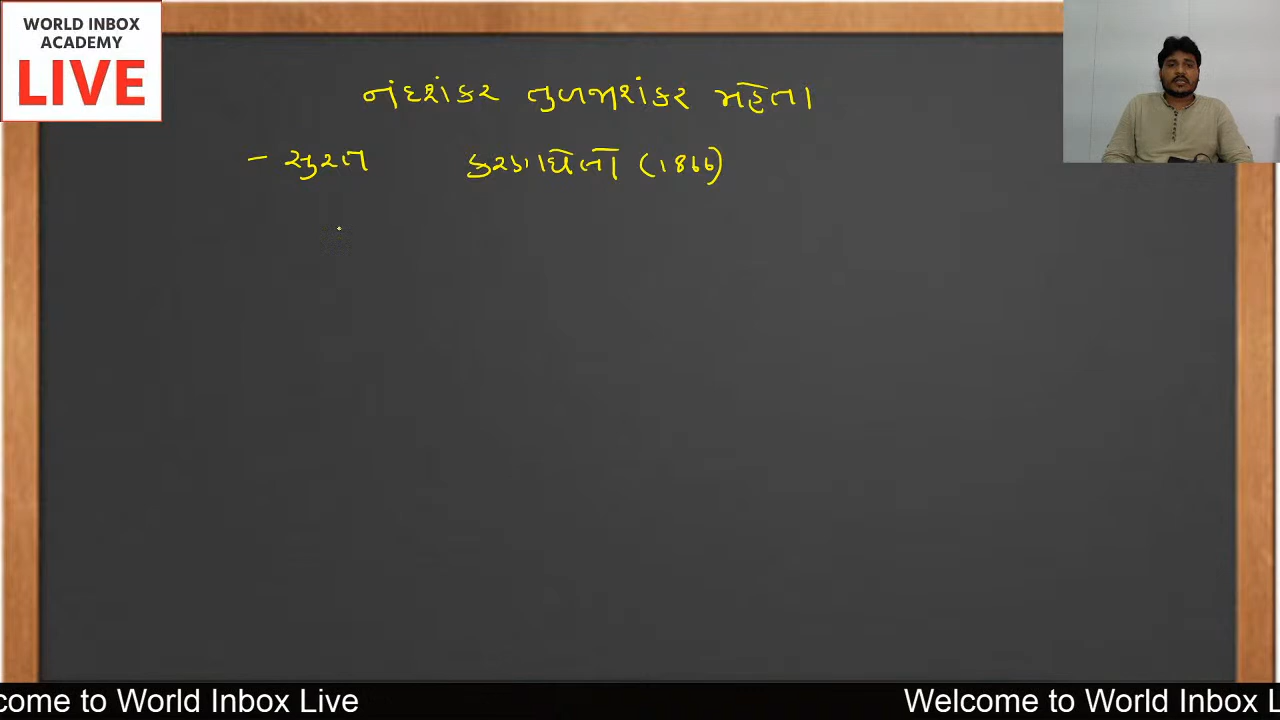 WORLD INBOX
ACADEMY
LIVE
નંદશંકર તુળજાશંકર મહેતા
- સુરત કરણઘેલો (1866)
come to World Inbox Live
Welcome to World Inbox L